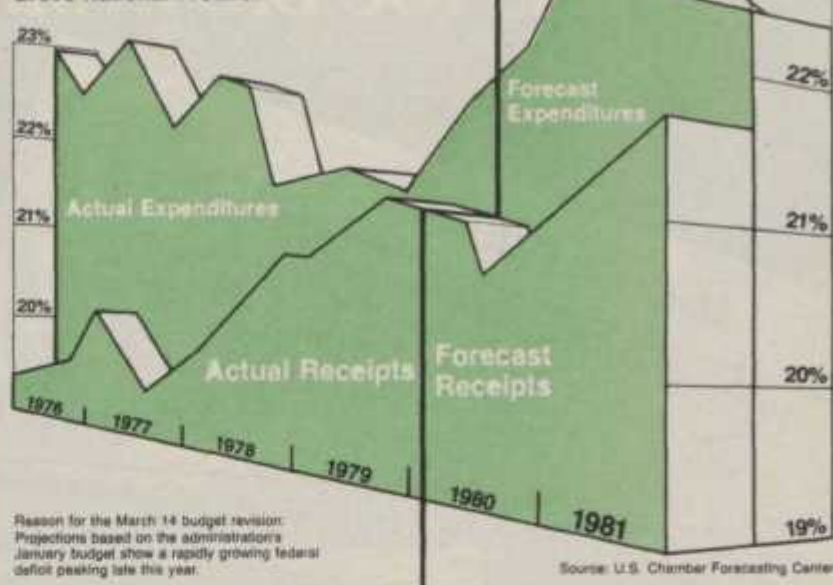 23%
22%
21%
20%
Actual Expenditures
Forecast
Expenditures
22%
21%
20%
19%
Actual Receipts
Forecast
Receipts
1976
1977
1978
1979
1980
1981
Reason for the March 14 budget revision:
Projections based on the administration's
January budget show a rapidly growing federal
deficit peaking late this year.
Source: U.S. Chamber Forecasting Center